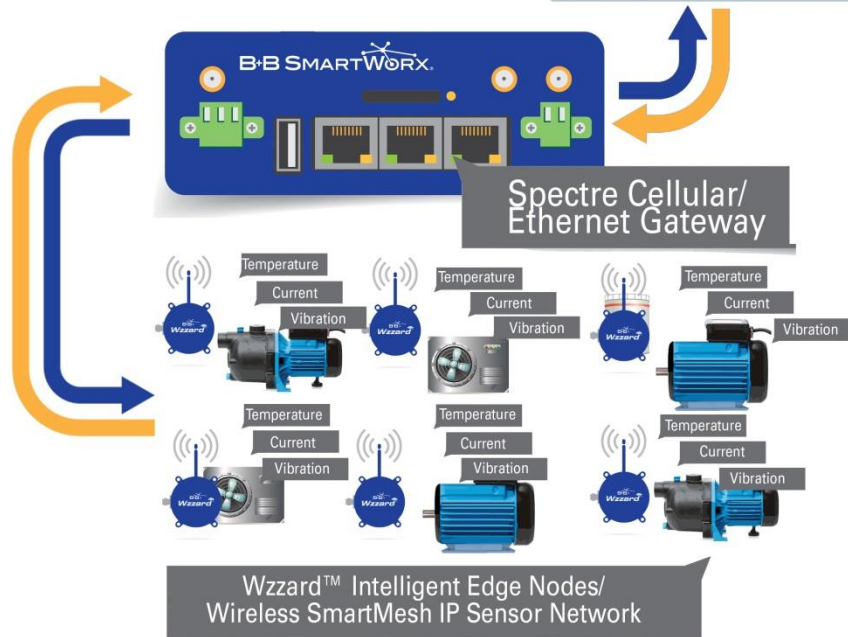 B+B SMARTWORX®
Spectre Cellular/
Ethernet Gateway
Temperature
Current
Vibration
Temperature
Current
Vibration
Temperature
Current
Vibration
B+B
Wzzard
B+B
Wzzard
B+B
Wzzard
Temperature
Current
Vibration
Temperature
Current
Vibration
Temperature
Current
Vibration
B+B
Wzzard
B+B
Wzzard
B+B
Wzzard
Wzzard™ Intelligent Edge Nodes/
Wireless SmartMesh IP Sensor Network